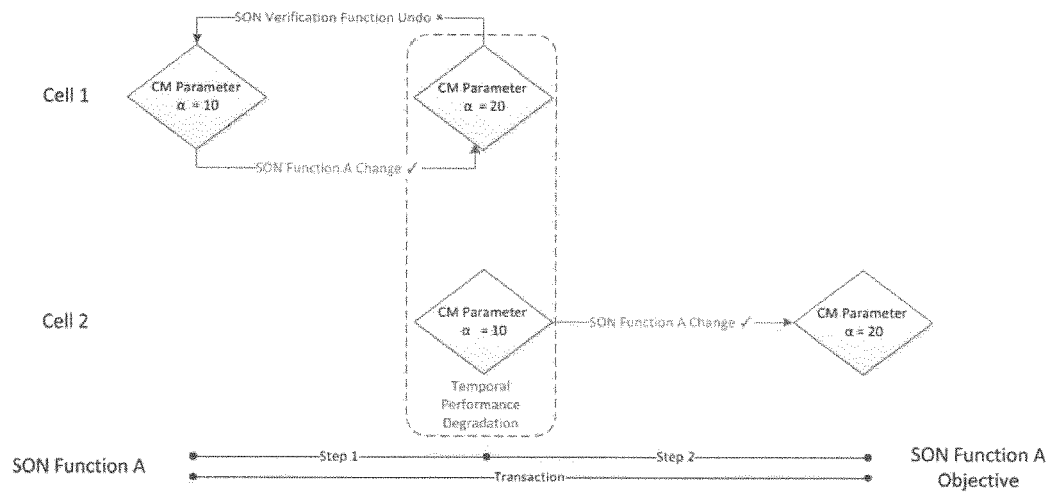 SON Verification Function Undo ×
Cell 1
CM Parameter
α = 10
CM Parameter
α = 20
SON Function A Change ✓
Cell 2
CM Parameter
α = 10
SON Function A Change ✓
CM Parameter
α = 20
Temporal
Performance
Degradation
SON Function A
Step 1
Step 2
Transaction
SON Function A
Objective